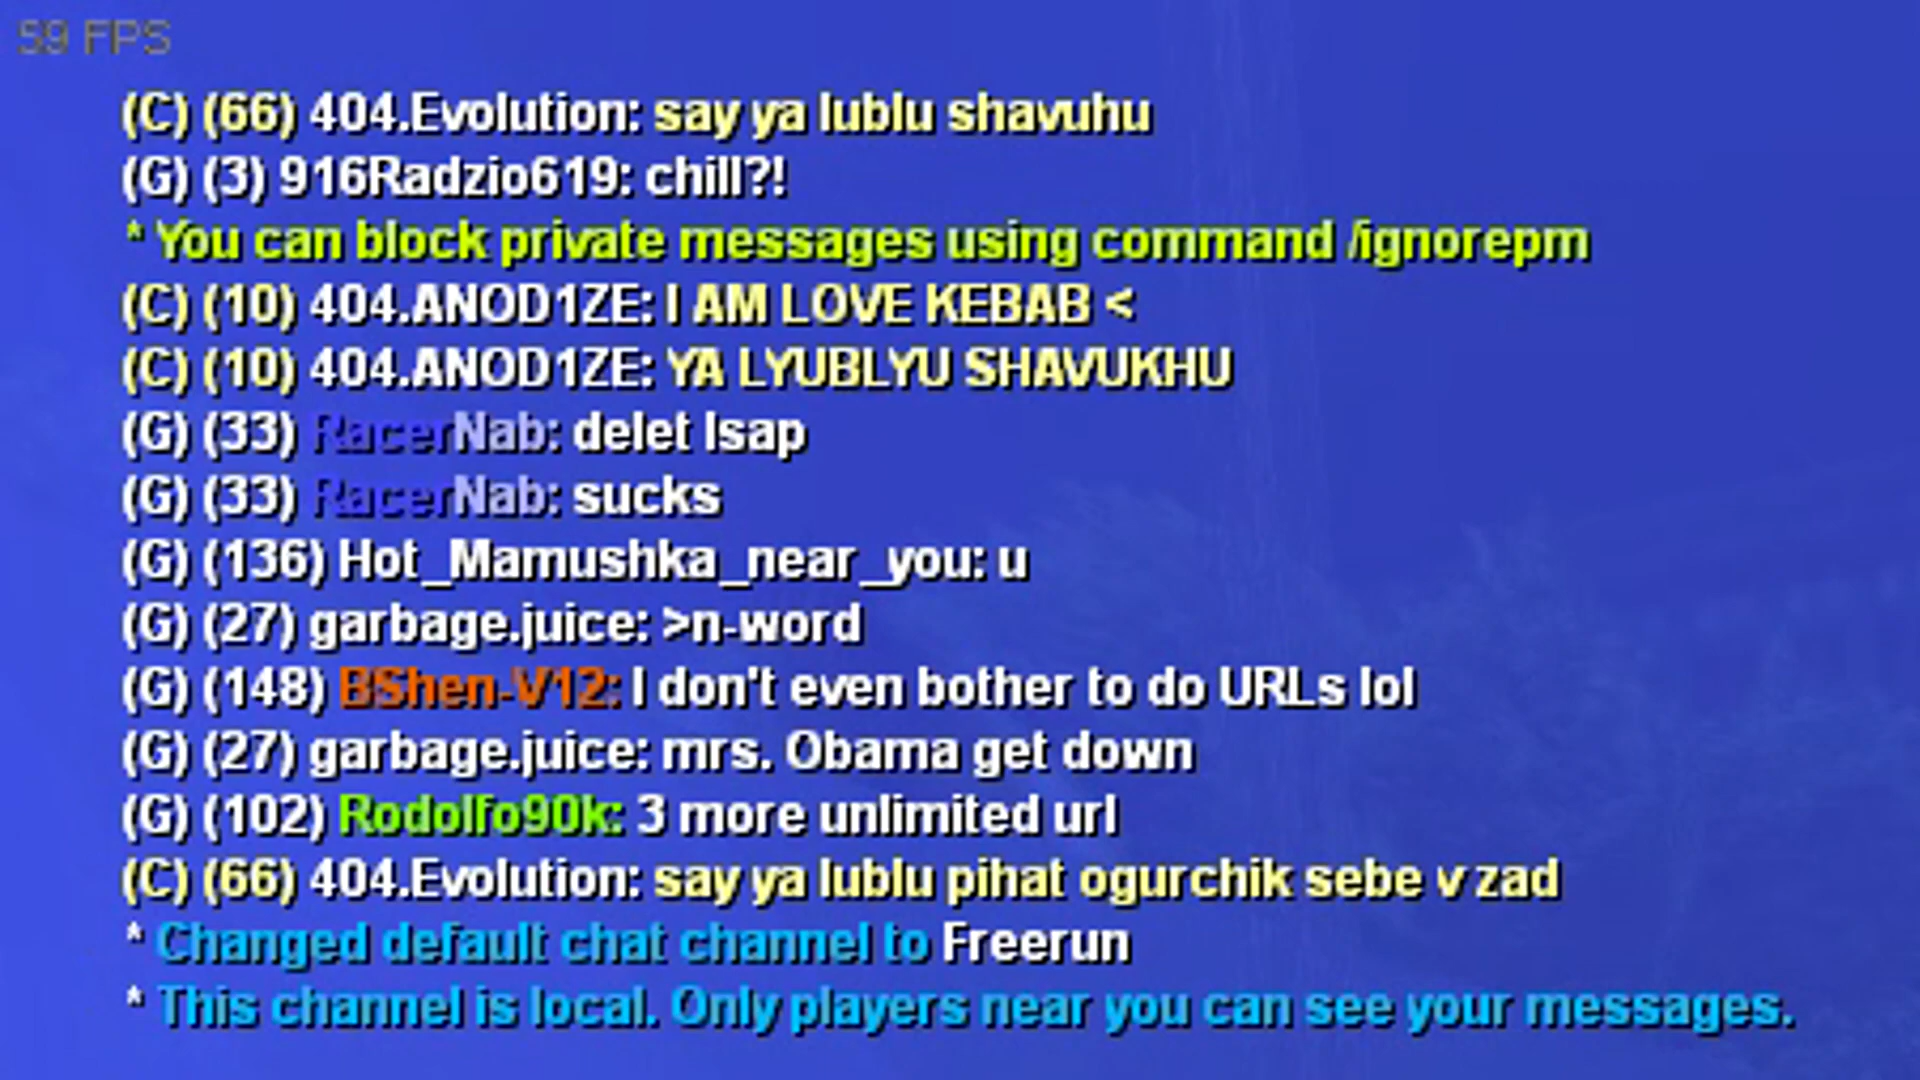 59 FPS
(C) (66) 404.Evolution: say ya lublu shavuhu
(G) (3) 916Radzio619: chill?!
* You can block private messages using command /ignorepm
(C) (10) 404.ANOD1ZE: I AM LOVE KEBAB <
(C) (10) 404.ANOD1ZE: YA LYUBLYU SHAVUKHU
(G) (33) RacerNab: delet lsap
(G) (33) RacerNab: sucks
(G) (136) Hot_Mamushka_near_you: u
(G) (27) garbage.juice: >n-word
(G) (148) BShen-V12: I don't even bother to do URLs lol
(G) (27) garbage.juice: mrs. Obama get down
(G) (102) Rodolfo90k: 3 more unlimited url
(C) (66) 404.Evolution: say ya lublu pihat ogurchik sebe v zad
* Changed default chat channel to Freerun
* This channel is local. Only players near you can see your messages.